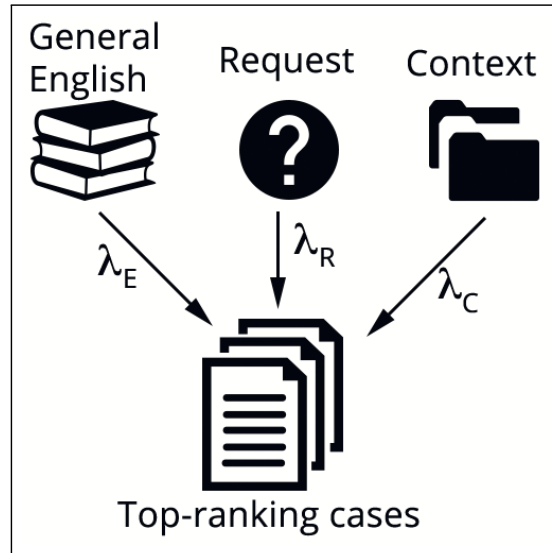 General
English
Request
Context
?
λE
λR
λC
Top-ranking cases